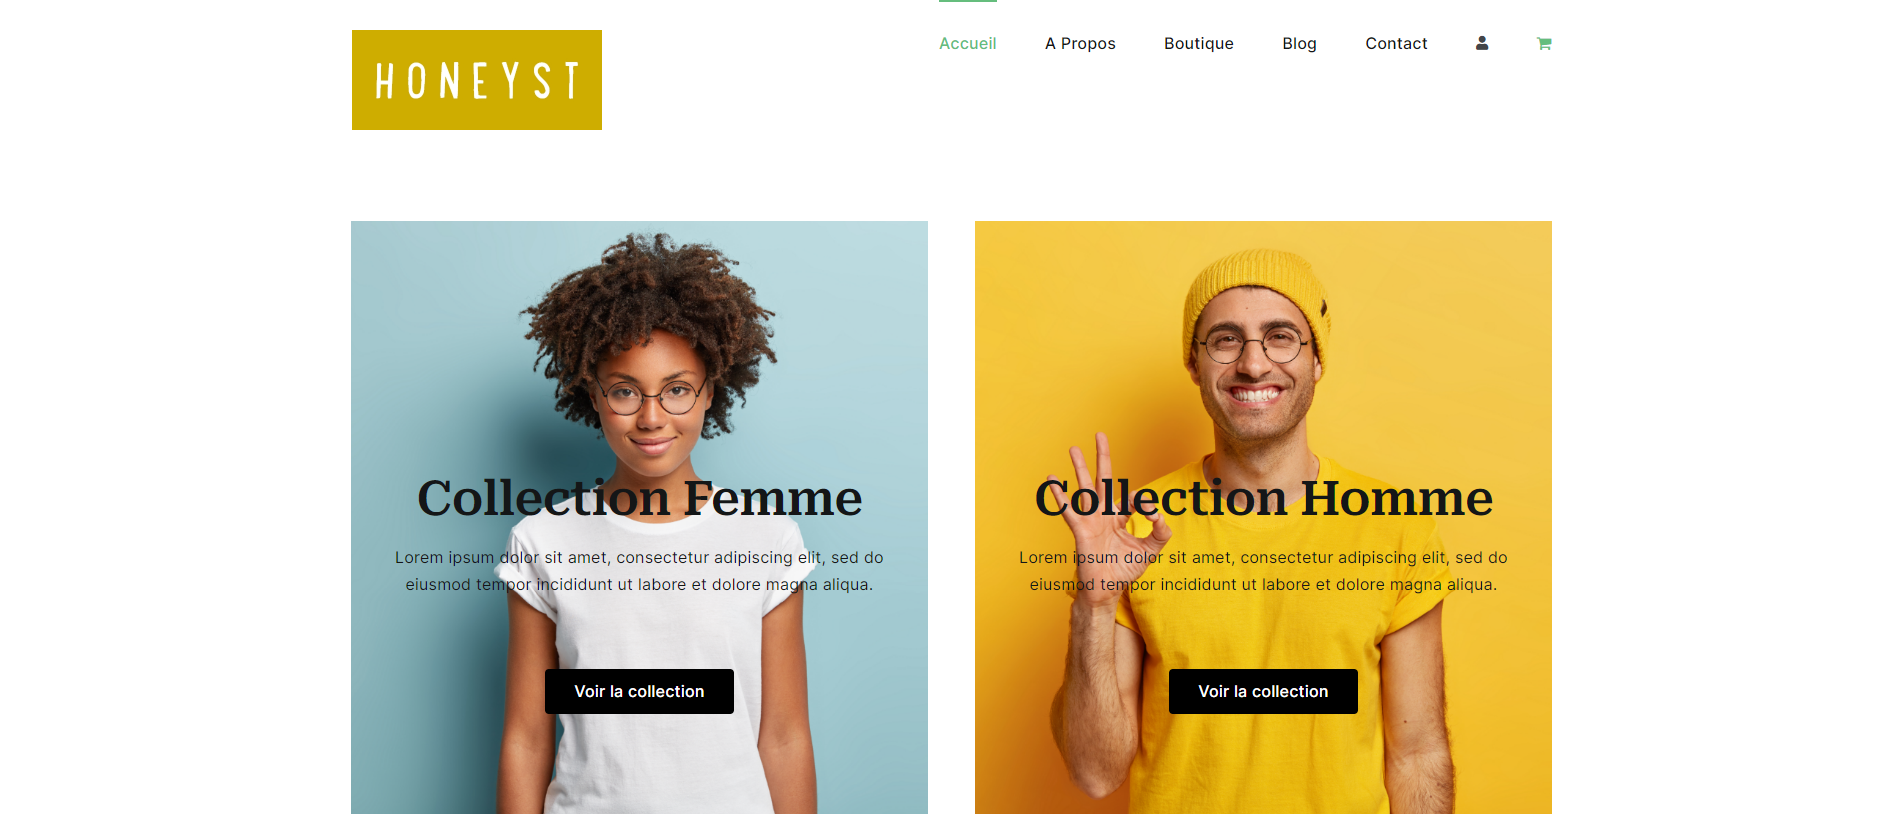 HONEYST
Accueil A Propos Boutique Blog Contact
Collection Femme
Lorem ipsum dolor sit amet, consectetur adipiscing elit, sed do
eiusmod tempor incididunt ut labore et dolore magna aliqua.
Voir la collection
Collection Homme
Lorem ipsum dolor sit amet, consectetur adipiscing elit, sed do
eiusmod tempor incididunt ut labore et dolore magna aliqua.
Voir la collection